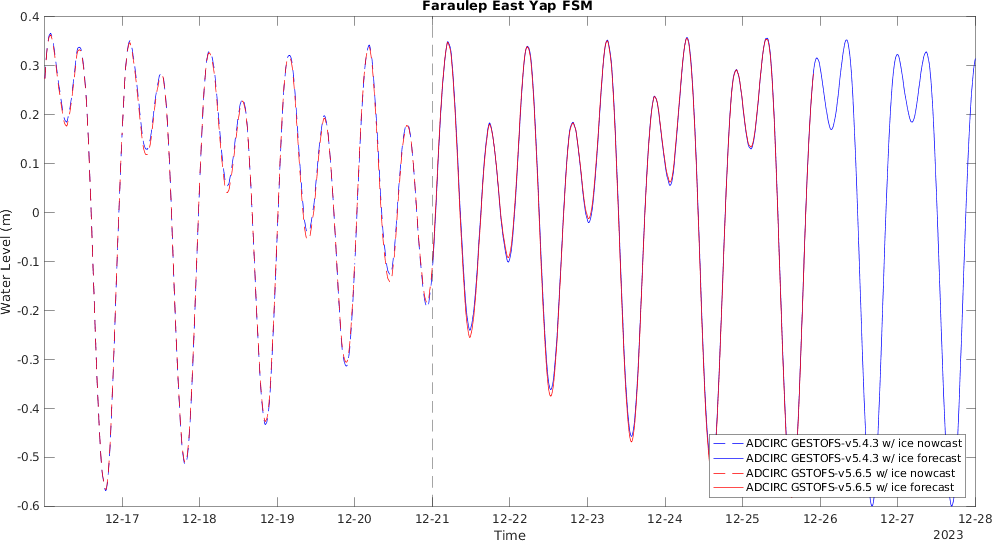 Faraulep East Yap FSM
0.4
0.3
0.2
0.1
0
-0.1
-0.2
-0.3
-0.4
-0.5
-0.6
Water Level (m)
ADCIRC GESTOFS-v5.4.3 w/ ice nowcast
ADCIRC GESTOFS-v5.4.3 w/ ice forecast
ADCIRC GSTOFS-v5.6.5 w/ ice nowcast
ADCIRC GSTOFS-v5.6.5 w/ ice forecast
12-17 12-18 12-19 12-20 12-21 12-22 12-23 12-24 12-25 12-26 12-27 12-28
Time
2023